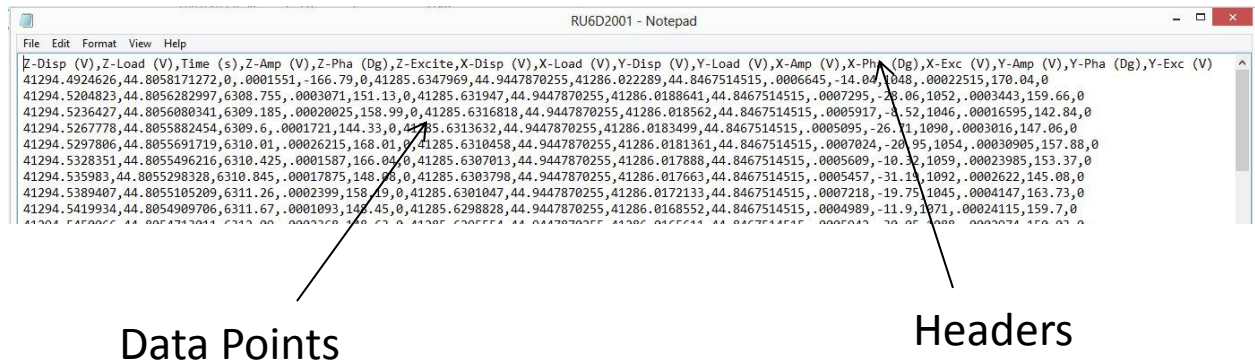 RU6D2001 - Notepad
File Edit Format View Help
Z-Disp (V),Z-Load (V),Time (s),Z-Amp (V),Z-Pha (Dg),Z-Excite,X-Disp (V),X-Load (V),Y-Disp (V),Y-Load (V),X-Amp (V),X-Pha (Dg),X-Exc (V),Y-Amp (V),Y-Pha (Dg),Y-Exc (V)
41294.4924626,44.8058171272,0,.0001551,-166.79,0,41285.6347969,44.9447870255,41286.022289,44.8467514515,.0006645,-14.04,1048,.00022515,170.04,0
41294.5204823,44.8056282997,6308.755,.0003071,151.13,0,41285.631947,44.9447870255,41286.0188641,44.8467514515,.0007295,-28.06,1052,.0003443,159.66,0
41294.5236427,44.8056080341,6309.185,.00020025,158.99,0,41285.6316818,44.9447870255,41286.018562,44.8467514515,.0005917,-8.52,1046,.00016595,142.84,0
41294.5267778,44.8055882454,6309.6,.0001721,144.33,0,41285.6313632,44.9447870255,41286.0183499,44.8467514515,.0005095,-26.71,1090,.0003016,147.06,0
41294.5297806,44.8055691719,6310.01,.00026215,168.01,0,41285.6310458,44.9447870255,41286.0181361,44.8467514515,.0007024,-20.95,1054,.00030905,157.88,0
41294.5328351,44.8055496216,6310.425,.0001587,166.04,0,41285.6307013,44.9447870255,41286.017888,44.8467514515,.0005609,-10.32,1059,.00023985,153.37,0
41294.535983,44.8055298328,6310.845,.00017875,148.08,0,41285.6303798,44.9447870255,41286.017663,44.8467514515,.0005457,-31.19,1092,.0002622,145.08,0
41294.5389407,44.8055105209,6311.26,.0002399,158.19,0,41285.6301047,44.9447870255,41286.0172133,44.8467514515,.0007218,-19.75,1045,.0004147,163.73,0
41294.5419934,44.8054909706,6311.67,.0001093,148.45,0,41285.6298828,44.9447870255,41286.0168552,44.8467514515,.0004989,-11.9,1071,.00024115,159.7,0
Data Points
Headers